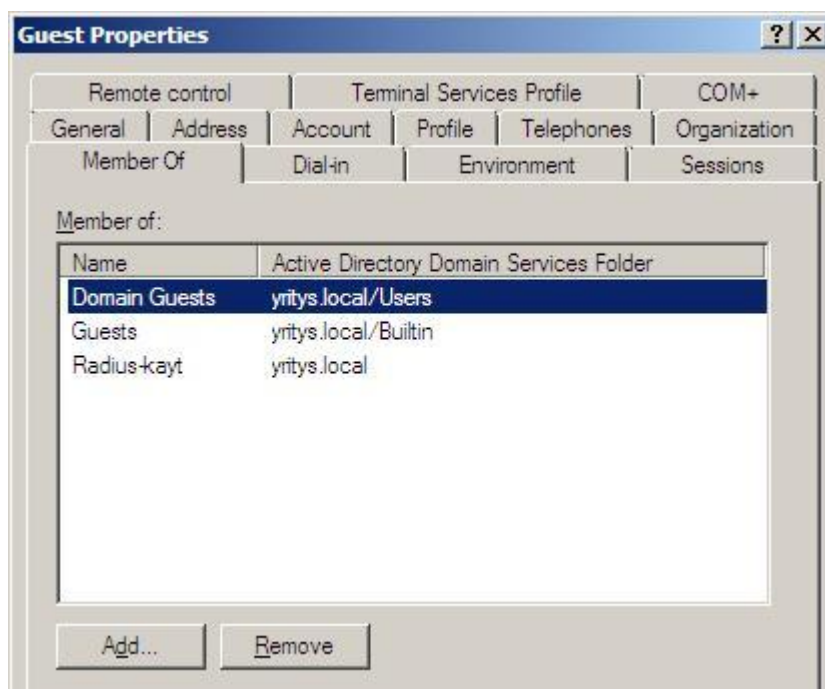 Guest Properties
Remote control Terminal Services Profile COM+
General Address Account Profile Telephones Organization
Member Of Dial-in Environment Sessions
Member of:
Name Active Directory Domain Services Folder
Domain Guests yritys.local/Users
Guests yritys.local/Builtin
Radius-kayt yritys.local
Add... Remove